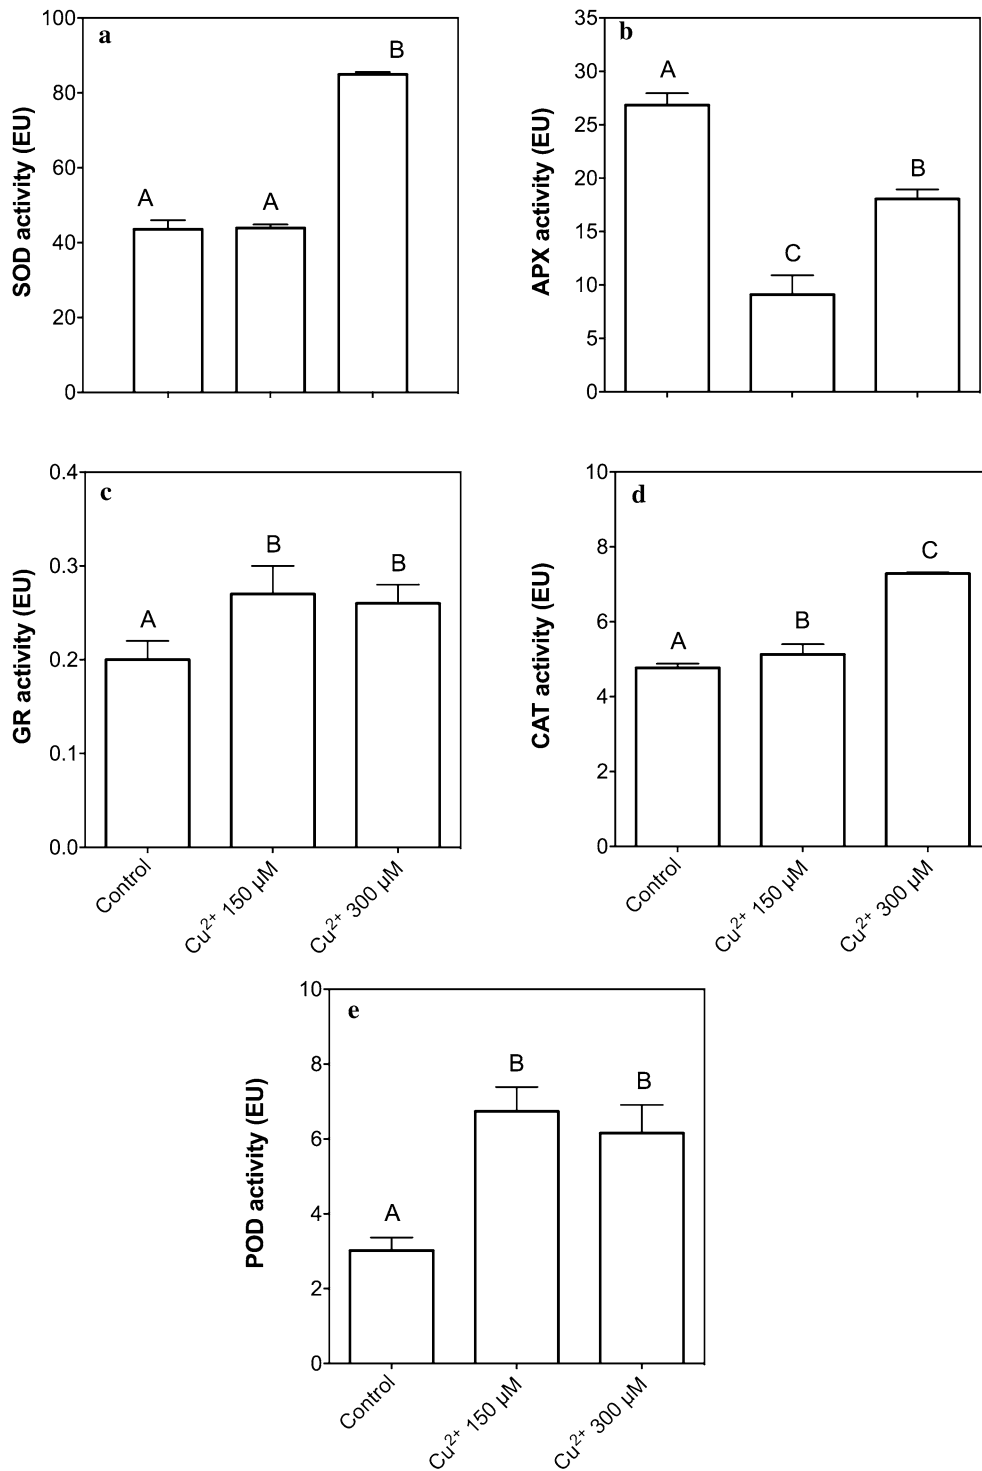 a
SOD activity (EU)
100
80
60
40
20
0
A
A
B
b
APX activity (EU)
35
30
25
20
15
10
5
0
A
C
B
c
GR activity (EU)
0.4
0.3
0.2
0.1
0.0
A
B
B
Control
Cu²⁺ 150 µM
Cu²⁺ 300 µM
d
CAT activity (EU)
10
8
6
4
2
0
A
B
C
Control
Cu²⁺ 150 µM
Cu²⁺ 300 µM
e
POD activity (EU)
10
8
6
4
2
0
A
B
B
Control
Cu²⁺ 150 µM
Cu²⁺ 300 µM